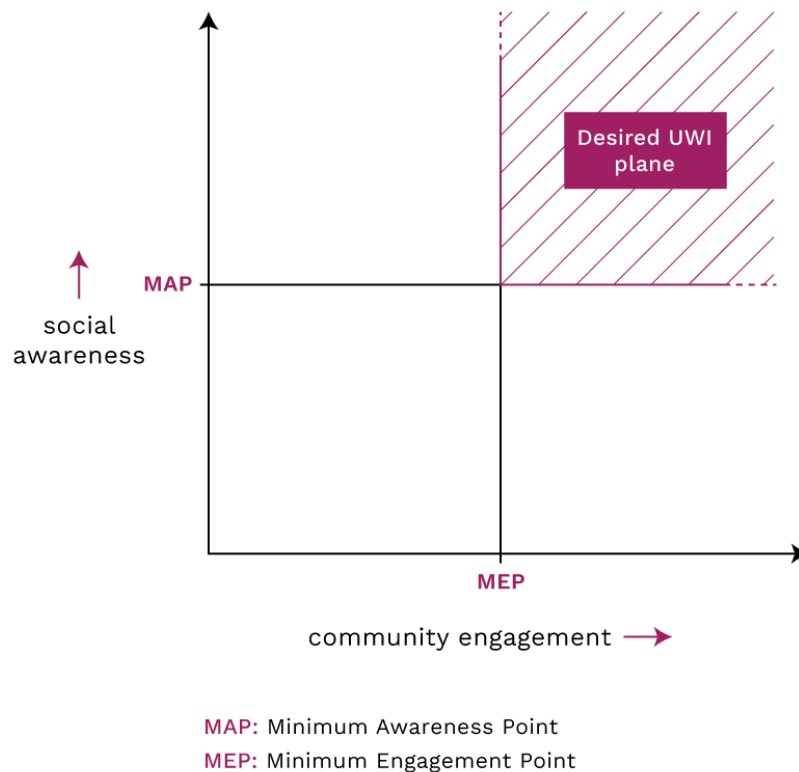 Desired UWI
plane
MAP
social
awareness
MEP
community engagement
MAP: Minimum Awareness Point
MEP: Minimum Engagement Point